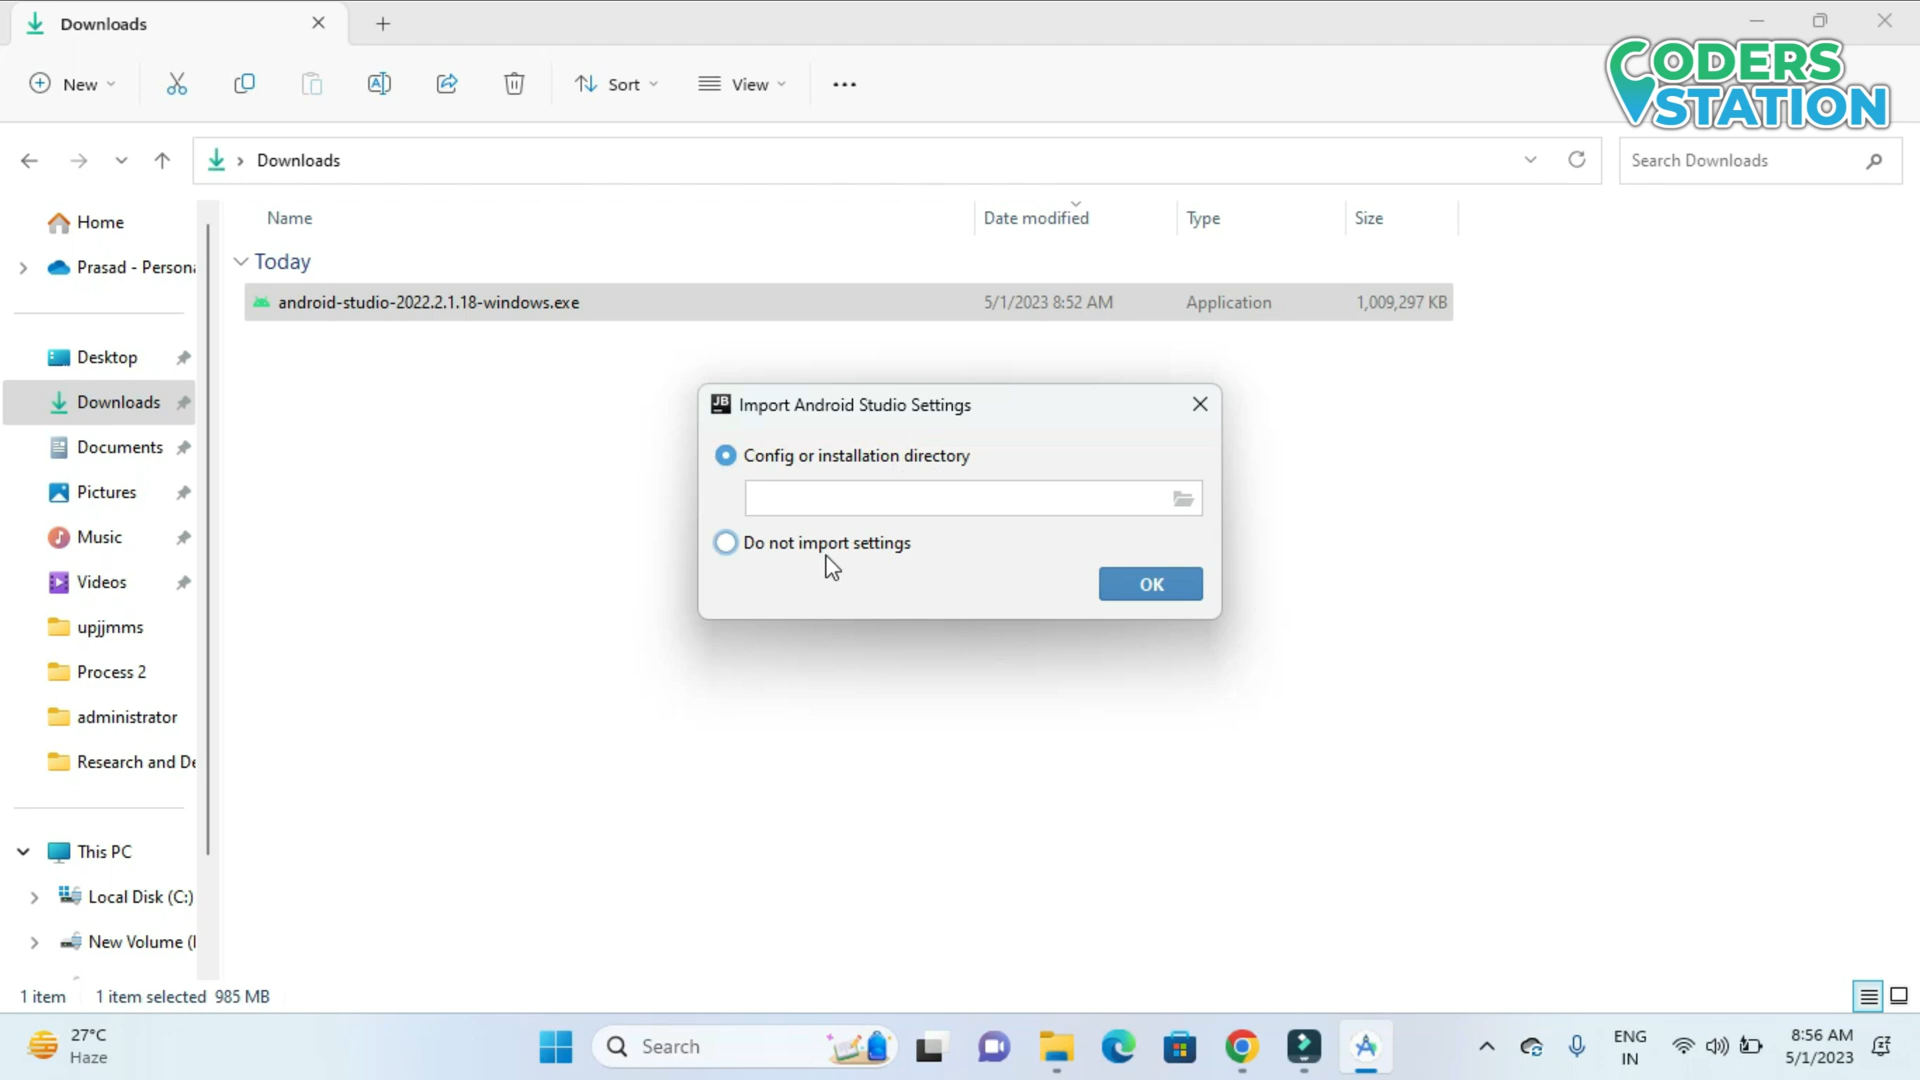 Downloads
CODERS
STATION
New
Sort
View
Downloads
Search Downloads
Name
Date modified
Type
Size
Home
Prasad - Persona
Today
android-studio-2022.2.1.18-windows.exe
5/1/2023 8:52 AM
Application
1,009,297 KB
Desktop
Downloads
Documents
Pictures
Music
Videos
upjjmms
Process 2
administrator
Research and De
This PC
Local Disk (C:)
New Volume (
JB
Import Android Studio Settings
Config or installation directory
Do not import settings
OK
1 item
1 item selected 985 MB
27°C
Haze
Search
ENG
IN
8:56 AM
5/1/2023